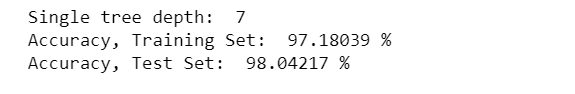 Single tree depth:  7
Accuracy, Training Set:  97.18039 %
Accuracy, Test Set:  98.04217 %